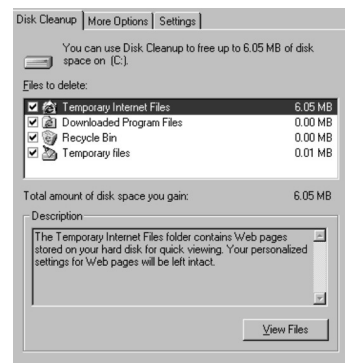 Disk Cleanup More Options Settings
You can use Disk Cleanup to free up to 6.05 MB of disk
space on (C:).
Files to delete:
Temporary Internet Files 6.05 MB
Downloaded Program Files 0.00 MB
Recycle Bin 0.00 MB
Temporary files 0.01 MB
Total amount of disk space you gain: 6.05 MB
Description
The Temporary Internet Files folder contains Web pages
stored on your hard disk for quick viewing. Your personalized
settings for Web pages will be left intact.
View Files